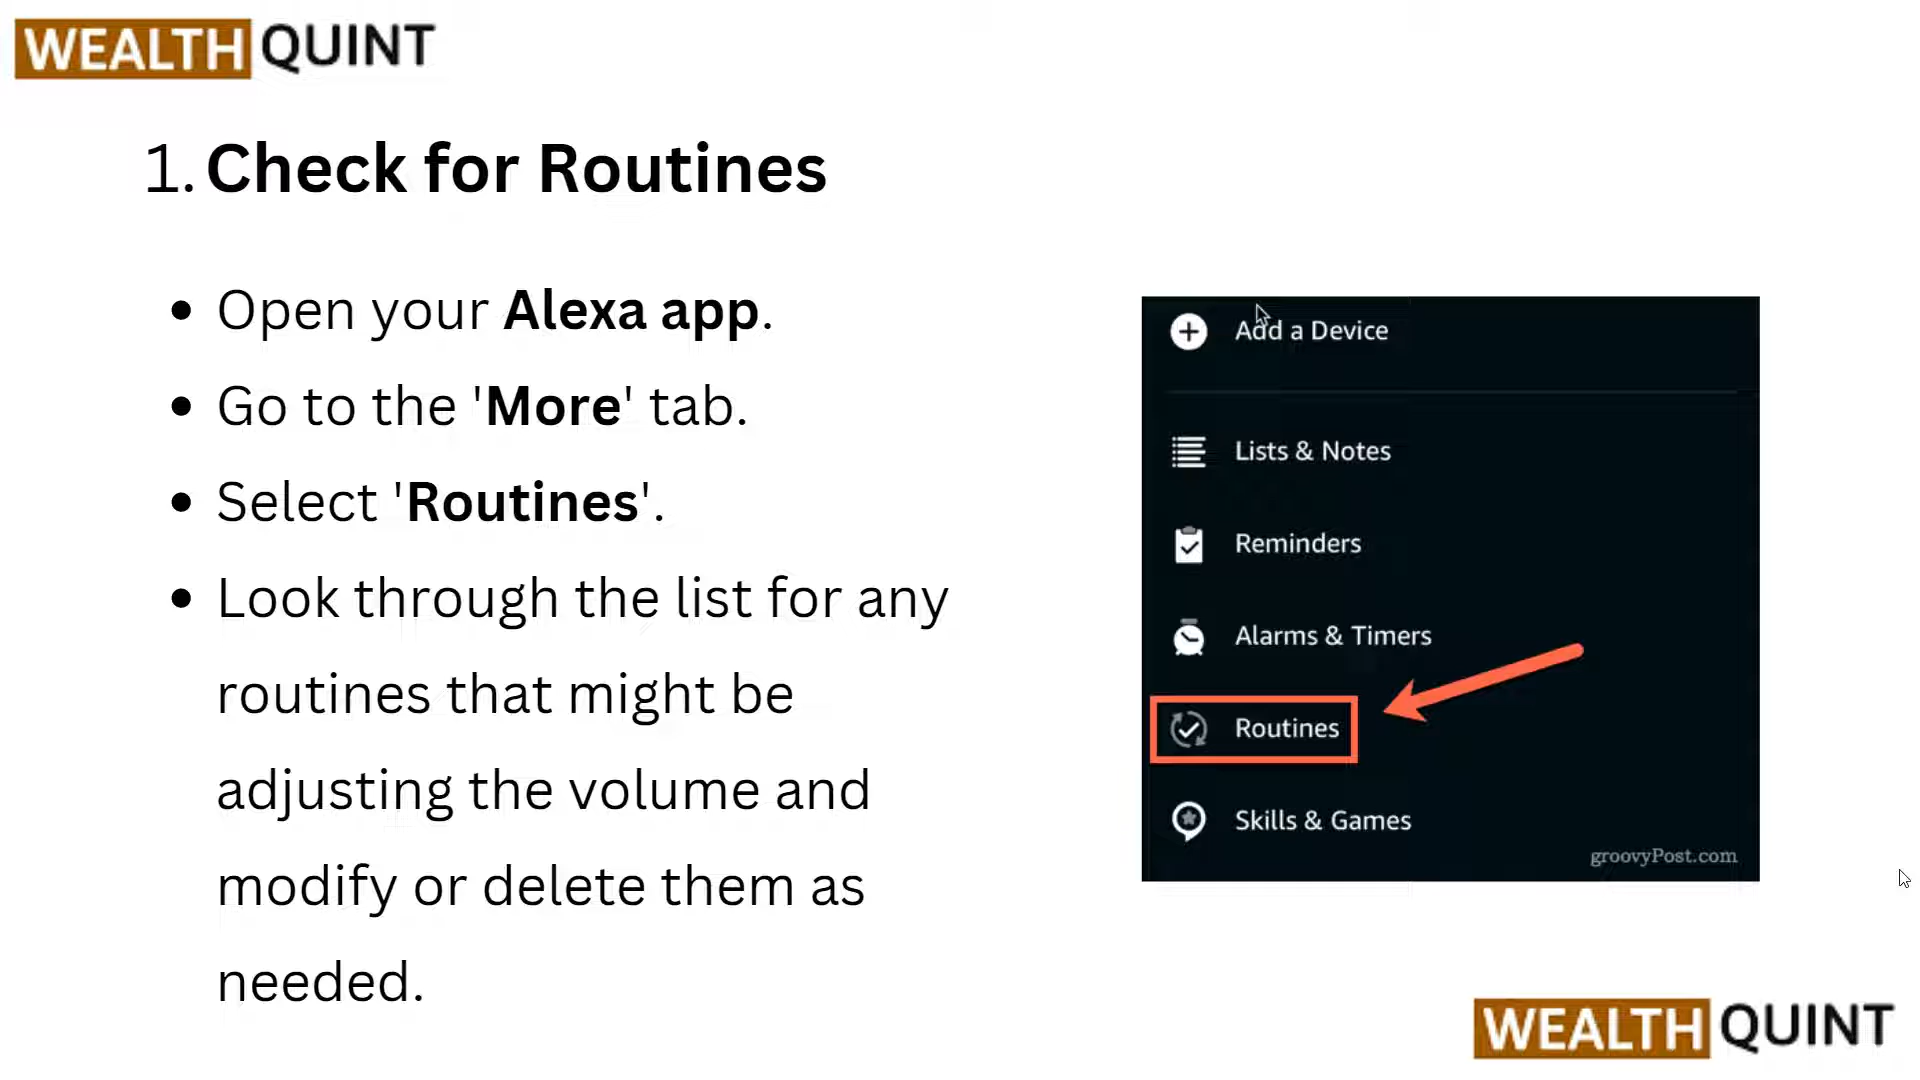 WEALTH QUINT
1. Check for Routines
• Open your Alexa app.
• Go to the 'More' tab.
• Select 'Routines'.
• Look through the list for any
routines that might be
adjusting the volume and
modify or delete them as
needed.
Add a Device
Lists & Notes
Reminders
Alarms & Timers
Routines
Skills & Games
groovyPost.com
WEALTH QUINT